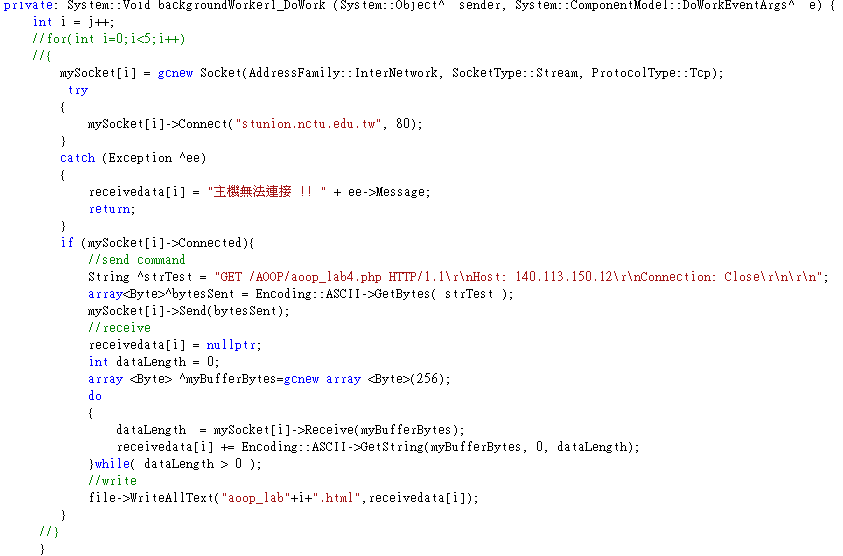 private: System::Void backgroundWorker1_DoWork (System::Object^  sender, System::ComponentModel::DoWorkEventArgs^  e) {
int i = j++;
//for(int i=0;i<5;i++)
//{
mySocket[i] = gcnew Socket(AddressFamily::InterNetwork, SocketType::Stream, ProtocolType::Tcp);
try
{
mySocket[i]->Connect("stunion.nctu.edu.tw", 80);
}
catch (Exception ^ee)
{
receivedata[i] = "主機無法連接 !! " + ee->Message;
return;
}
if (mySocket[i]->Connected){
//send command
String ^strTest = "GET /AOOP/aoop_lab4.php HTTP/1.1\r\nHost: 140.113.150.12\r\nConnection: Close\r\n\r\n";
array<Byte>^bytesSent = Encoding::ASCII->GetBytes( strTest );
mySocket[i]->Send(bytesSent);
//receive
receivedata[i] = nullptr;
int dataLength = 0;
array <Byte> ^myBufferBytes=gcnew array <Byte>(256);
do
{
dataLength  = mySocket[i]->Receive(myBufferBytes);
receivedata[i] += Encoding::ASCII->GetString(myBufferBytes, 0, dataLength);
}while( dataLength > 0 );
//write
file->WriteAllText("aoop_lab"+i+".html",receivedata[i]);
}
//}
}